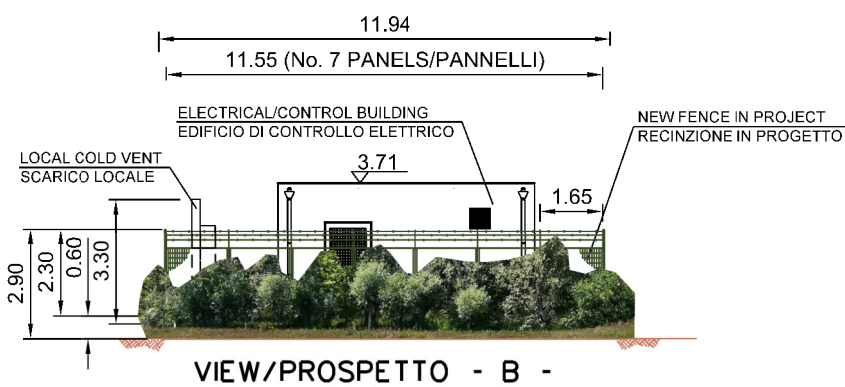 11.94
11.55 (No. 7 PANELS/PANNELLI)
ELECTRICAL/CONTROL BUILDING
EDIFICIO DI CONTROLLO ELETTRICO
NEW FENCE IN PROJECT
RECINZIONE IN PROGETTO
LOCAL COLD VENT
SCARICO LOCALE
3.71
1.65
2.90
2.30
0.60
3.30
VIEW/PROSPETTO - B -